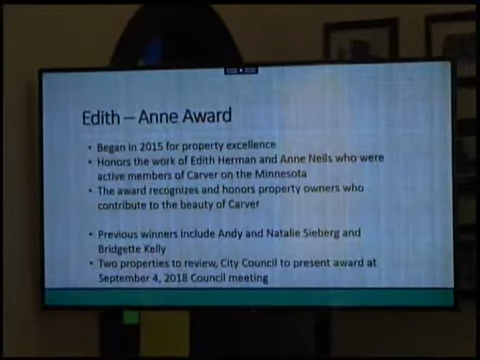 Edith – Anne Award
• Began in 2015 for property excellence
• Honors the work of Edith Herman and Anne Neils who were
active members of Carver on the Minnesota
• The award recognizes and honors property owners who
contribute to the beauty of Carver
• Previous winners include Andy and Natalie Sieberg and
Bridgette Kelly
• Two properties to review, City Council to present award at
September 4, 2018 Council meeting